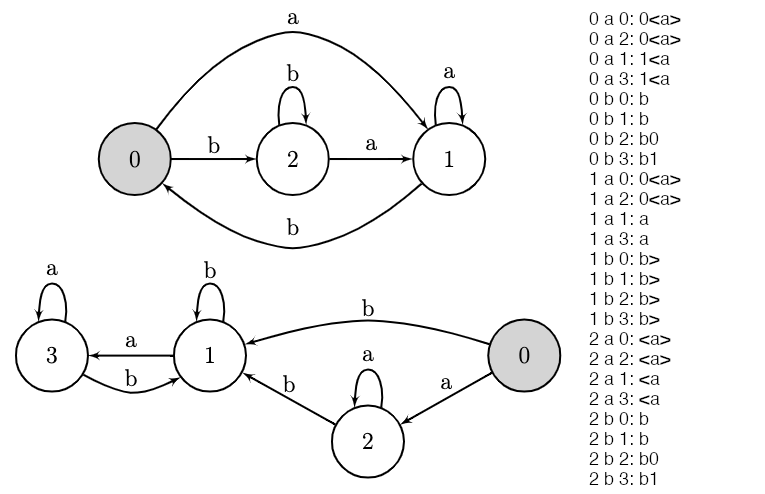 a
b
a
0
b
2
a
1
b
a
b
b
3
a
1
0
b
a
a
b
2
0 a 0: 0<a>
0 a 2: 0<a>
0 a 1: 1<a
0 a 3: 1<a
0 b 0: b
0 b 1: b
0 b 2: b0
0 b 3: b1
1 a 0: 0<a>
1 a 2: 0<a>
1 a 1: a
1 a 3: a
1 b 0: b>
1 b 1: b>
1 b 2: b>
1 b 3: b>
2 a 0: <a>
2 a 2: <a>
2 a 1: <a
2 a 3: <a
2 b 0: b
2 b 1: b
2 b 2: b0
2 b 3: b1